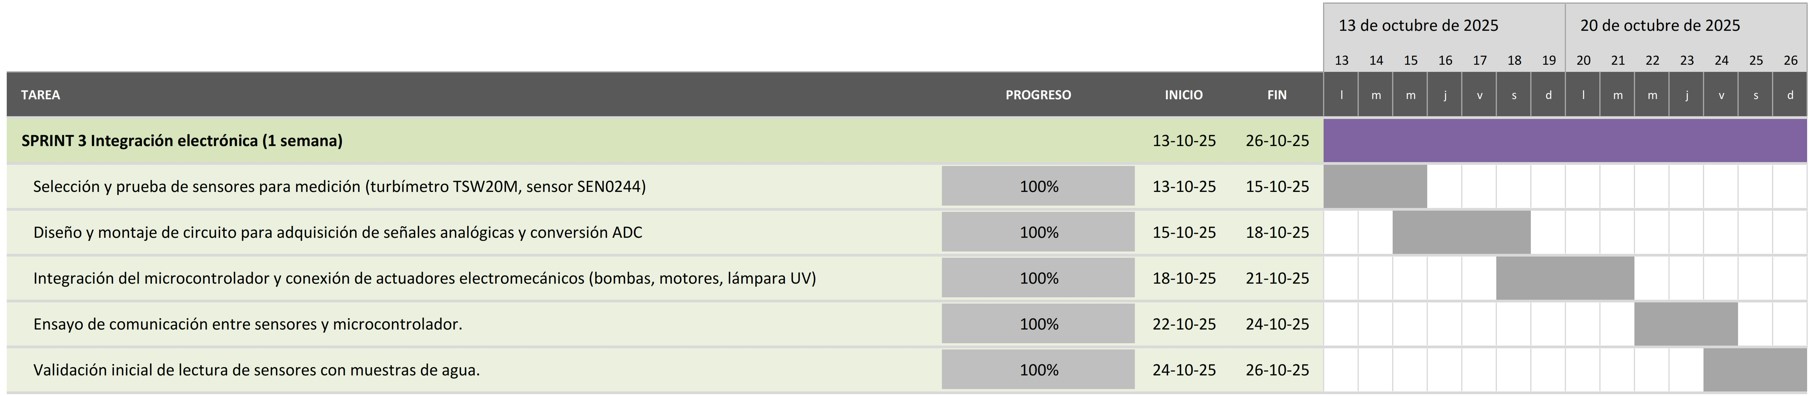 13 de octubre de 2025 20 de octubre de 2025
13 14 15 16 17 18 19 20 21 22 23 24 25 26
TAREA PROGRESO INICIO FIN l m m j v s d l m m j v s d
SPRINT 3 Integración electrónica (1 semana) 13-10-25 26-10-25
Selección y prueba de sensores para medición (turbímetro TSW20M, sensor SEN0244) 100% 13-10-25 15-10-25
Diseño y montaje de circuito para adquisición de señales analógicas y conversión ADC 100% 15-10-25 18-10-25
Integración del microcontrolador y conexión de actuadores electromecánicos (bombas, motores, lámpara UV) 100% 18-10-25 21-10-25
Ensayo de comunicación entre sensores y microcontrolador. 100% 22-10-25 24-10-25
Validación inicial de lectura de sensores con muestras de agua. 100% 24-10-25 26-10-25